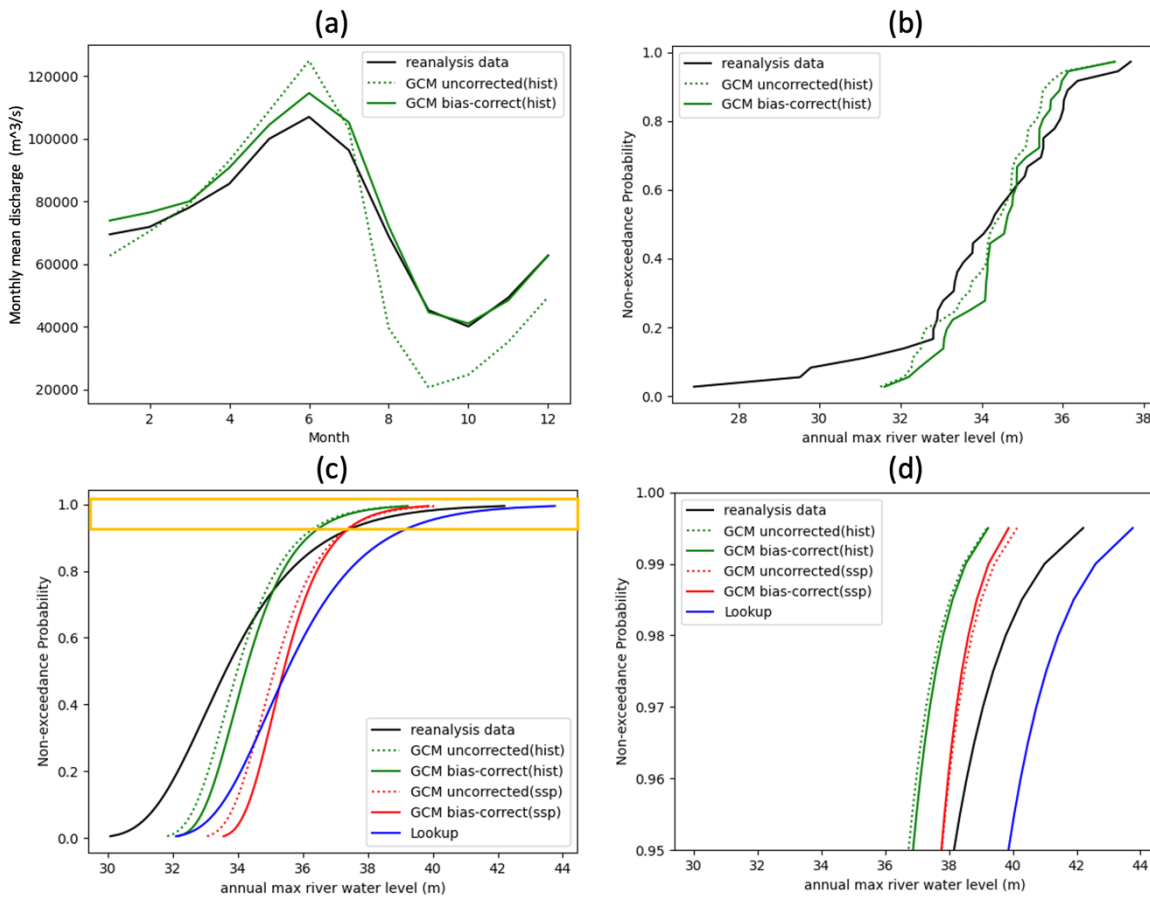 (a)
Monthly mean discharge (m^3/s)
120000
100000
80000
60000
40000
20000
reanalysis data
GCM uncorrected(hist)
GCM bias-correct(hist)
2 4 6 8 10 12
Month
(b)
Non-exceedance Probability
1.0
0.8
0.6
0.4
0.2
0.0
reanalysis data
GCM uncorrected(hist)
GCM bias-correct(hist)
28 30 32 34 36 38
annual max river water level (m)
(c)
Non-exceedance Probability
1.0
0.8
0.6
0.4
0.2
0.0
reanalysis data
GCM uncorrected(hist)
GCM bias-correct(hist)
GCM uncorrected(ssp)
GCM bias-correct(ssp)
Lookup
30 32 34 36 38 40 42 44
annual max river water level (m)
(d)
Non-exceedance Probability
1.00
0.99
0.98
0.97
0.96
0.95
reanalysis data
GCM uncorrected(hist)
GCM bias-correct(hist)
GCM uncorrected(ssp)
GCM bias-correct(ssp)
Lookup
30 32 34 36 38 40 42 44
annual max river water level (m)